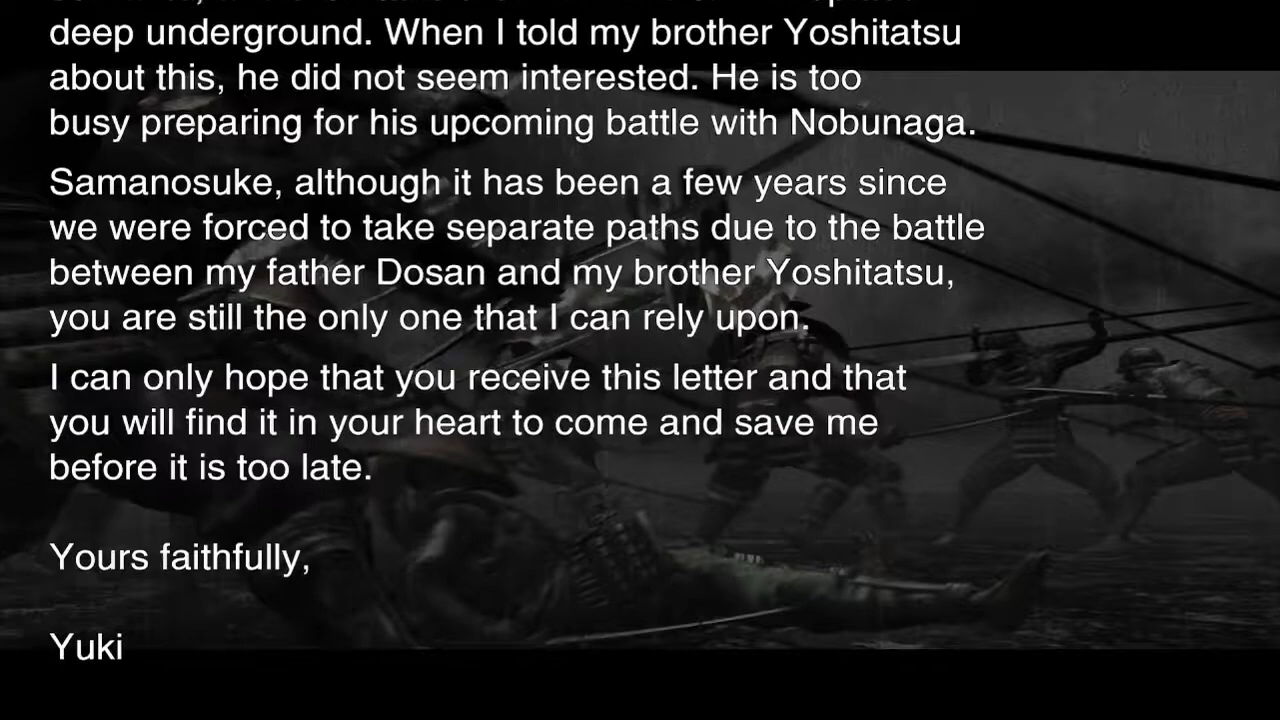 deep underground. When I told my brother Yoshitatsu
about this, he did not seem interested. He is too
busy preparing for his upcoming battle with Nobunaga.
Samanosuke, although it has been a few years since
we were forced to take separate paths due to the battle
between my father Dosan and my brother Yoshitatsu,
you are still the only one that I can rely upon.
I can only hope that you receive this letter and that
you will find it in your heart to come and save me
before it is too late.
Yours faithfully,
Yuki